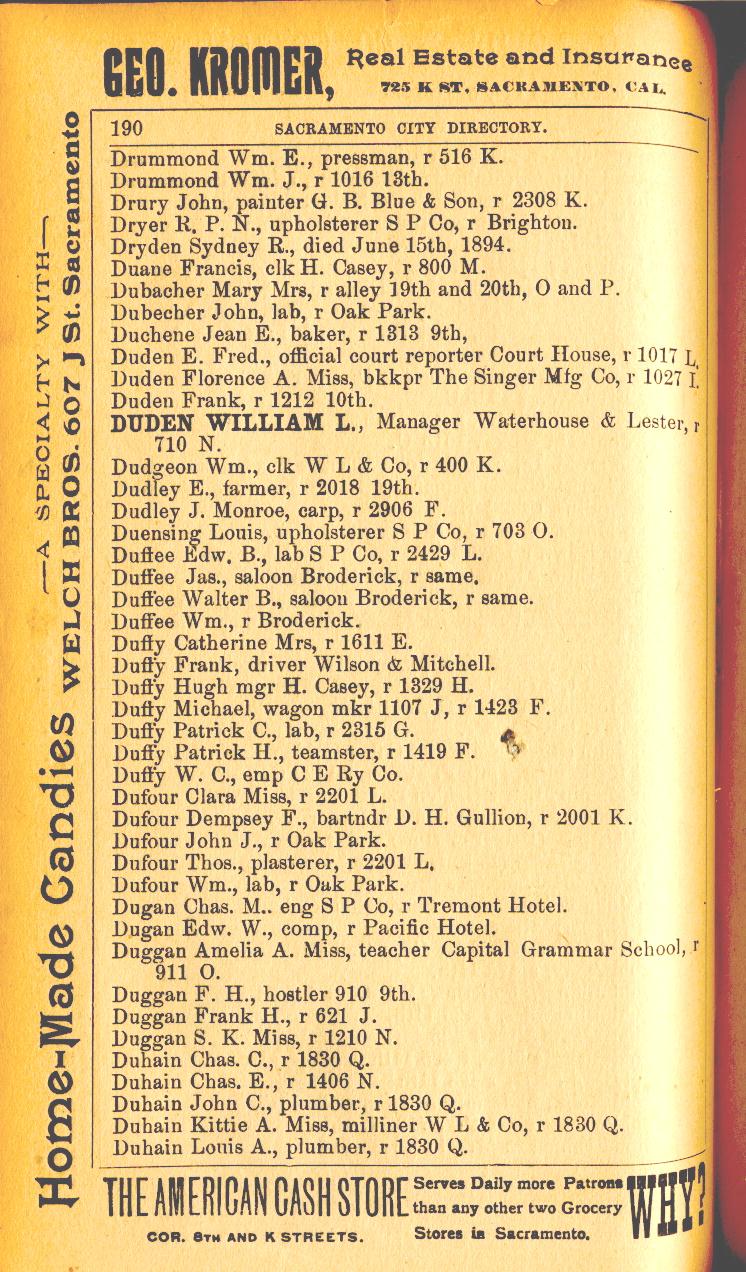 GEO. KROMER, Real Estate and Insurance
725 K ST. SACRAMENTO, CAL.
190 SACRAMENTO CITY DIRECTORY.
Drummond Wm. E., pressman, r 516 K.
Drummond Wm. J., r 1016 13th.
Drury John, painter G. B. Blue & Son, r 2308 K.
Dryer R. P. N., upholsterer S P Co, r Brighton.
Dryden Sydney R., died June 15th, 1894.
Duane Francis, clk H. Casey, r 800 M.
Dubacher Mary Mrs, r alley 19th and 20th, O and P.
Dubecher John, lab, r Oak Park.
Duchene Jean E., baker, r 1313 9th,
Duden E. Fred., official court reporter Court House, r 1017 L.
Duden Florence A. Miss, bkkpr The Singer Mfg Co, r 1027 I.
Duden Frank, r 1212 10th.
DUDEN WILLIAM L., Manager Waterhouse & Lester, r
710 N.
Dudgeon Wm., clk W L & Co, r 400 K.
Dudley E., farmer, r 2018 19th.
Dudley J. Monroe, carp, r 2906 F.
Duensing Louis, upholsterer S P Co, r 703 O.
Duffee Edw. B., lab S P Co, r 2429 L.
Duffee Jas., saloon Broderick, r same.
Duffee Walter B., saloon Broderick, r same.
Duffee Wm., r Broderick.
Duffy Catherine Mrs, r 1611 E.
Duffy Frank, driver Wilson & Mitchell.
Duffy Hugh mgr H. Casey, r 1329 H.
Duffy Michael, wagon mkr 1107 J, r 1423 F.
Duffy Patrick C., lab, r 2315 G.
Duffy Patrick H., teamster, r 1419 F.
Duffy W. C., emp C E Ry Co.
Dufour Clara Miss, r 2201 L.
Dufour Dempsey F., bartndr D. H. Gullion, r 2001 K.
Dufour John J., r Oak Park.
Dufour Thos., plasterer, r 2201 L.
Dufour Wm., lab, r Oak Park.
Dugan Chas. M.. eng S P Co, r Tremont Hotel.
Dugan Edw. W., comp, r Pacific Hotel.
Duggan Amelia A. Miss, teacher Capital Grammar School, r
911 O.
Duggan F. H., hostler 910 9th.
Duggan Frank H., r 621 J.
Duggan S. K. Miss, r 1210 N.
Duhain Chas. C., r 1830 Q.
Duhain Chas. E., r 1406 N.
Duhain John C., plumber, r 1830 Q.
Duhain Kittie A. Miss, milliner W L & Co, r 1830 Q.
Duhain Louis A., plumber, r 1830 Q.
THE AMERICAN CASH STORE
COR. 8TH AND K STREETS.
Serves Daily more Patrons
than any other two Grocery
Stores in Sacramento.
WHY?
Home-Made Candies
—A SPECIALTY WITH—
WELCH BROS. 607 J St. Sacramento